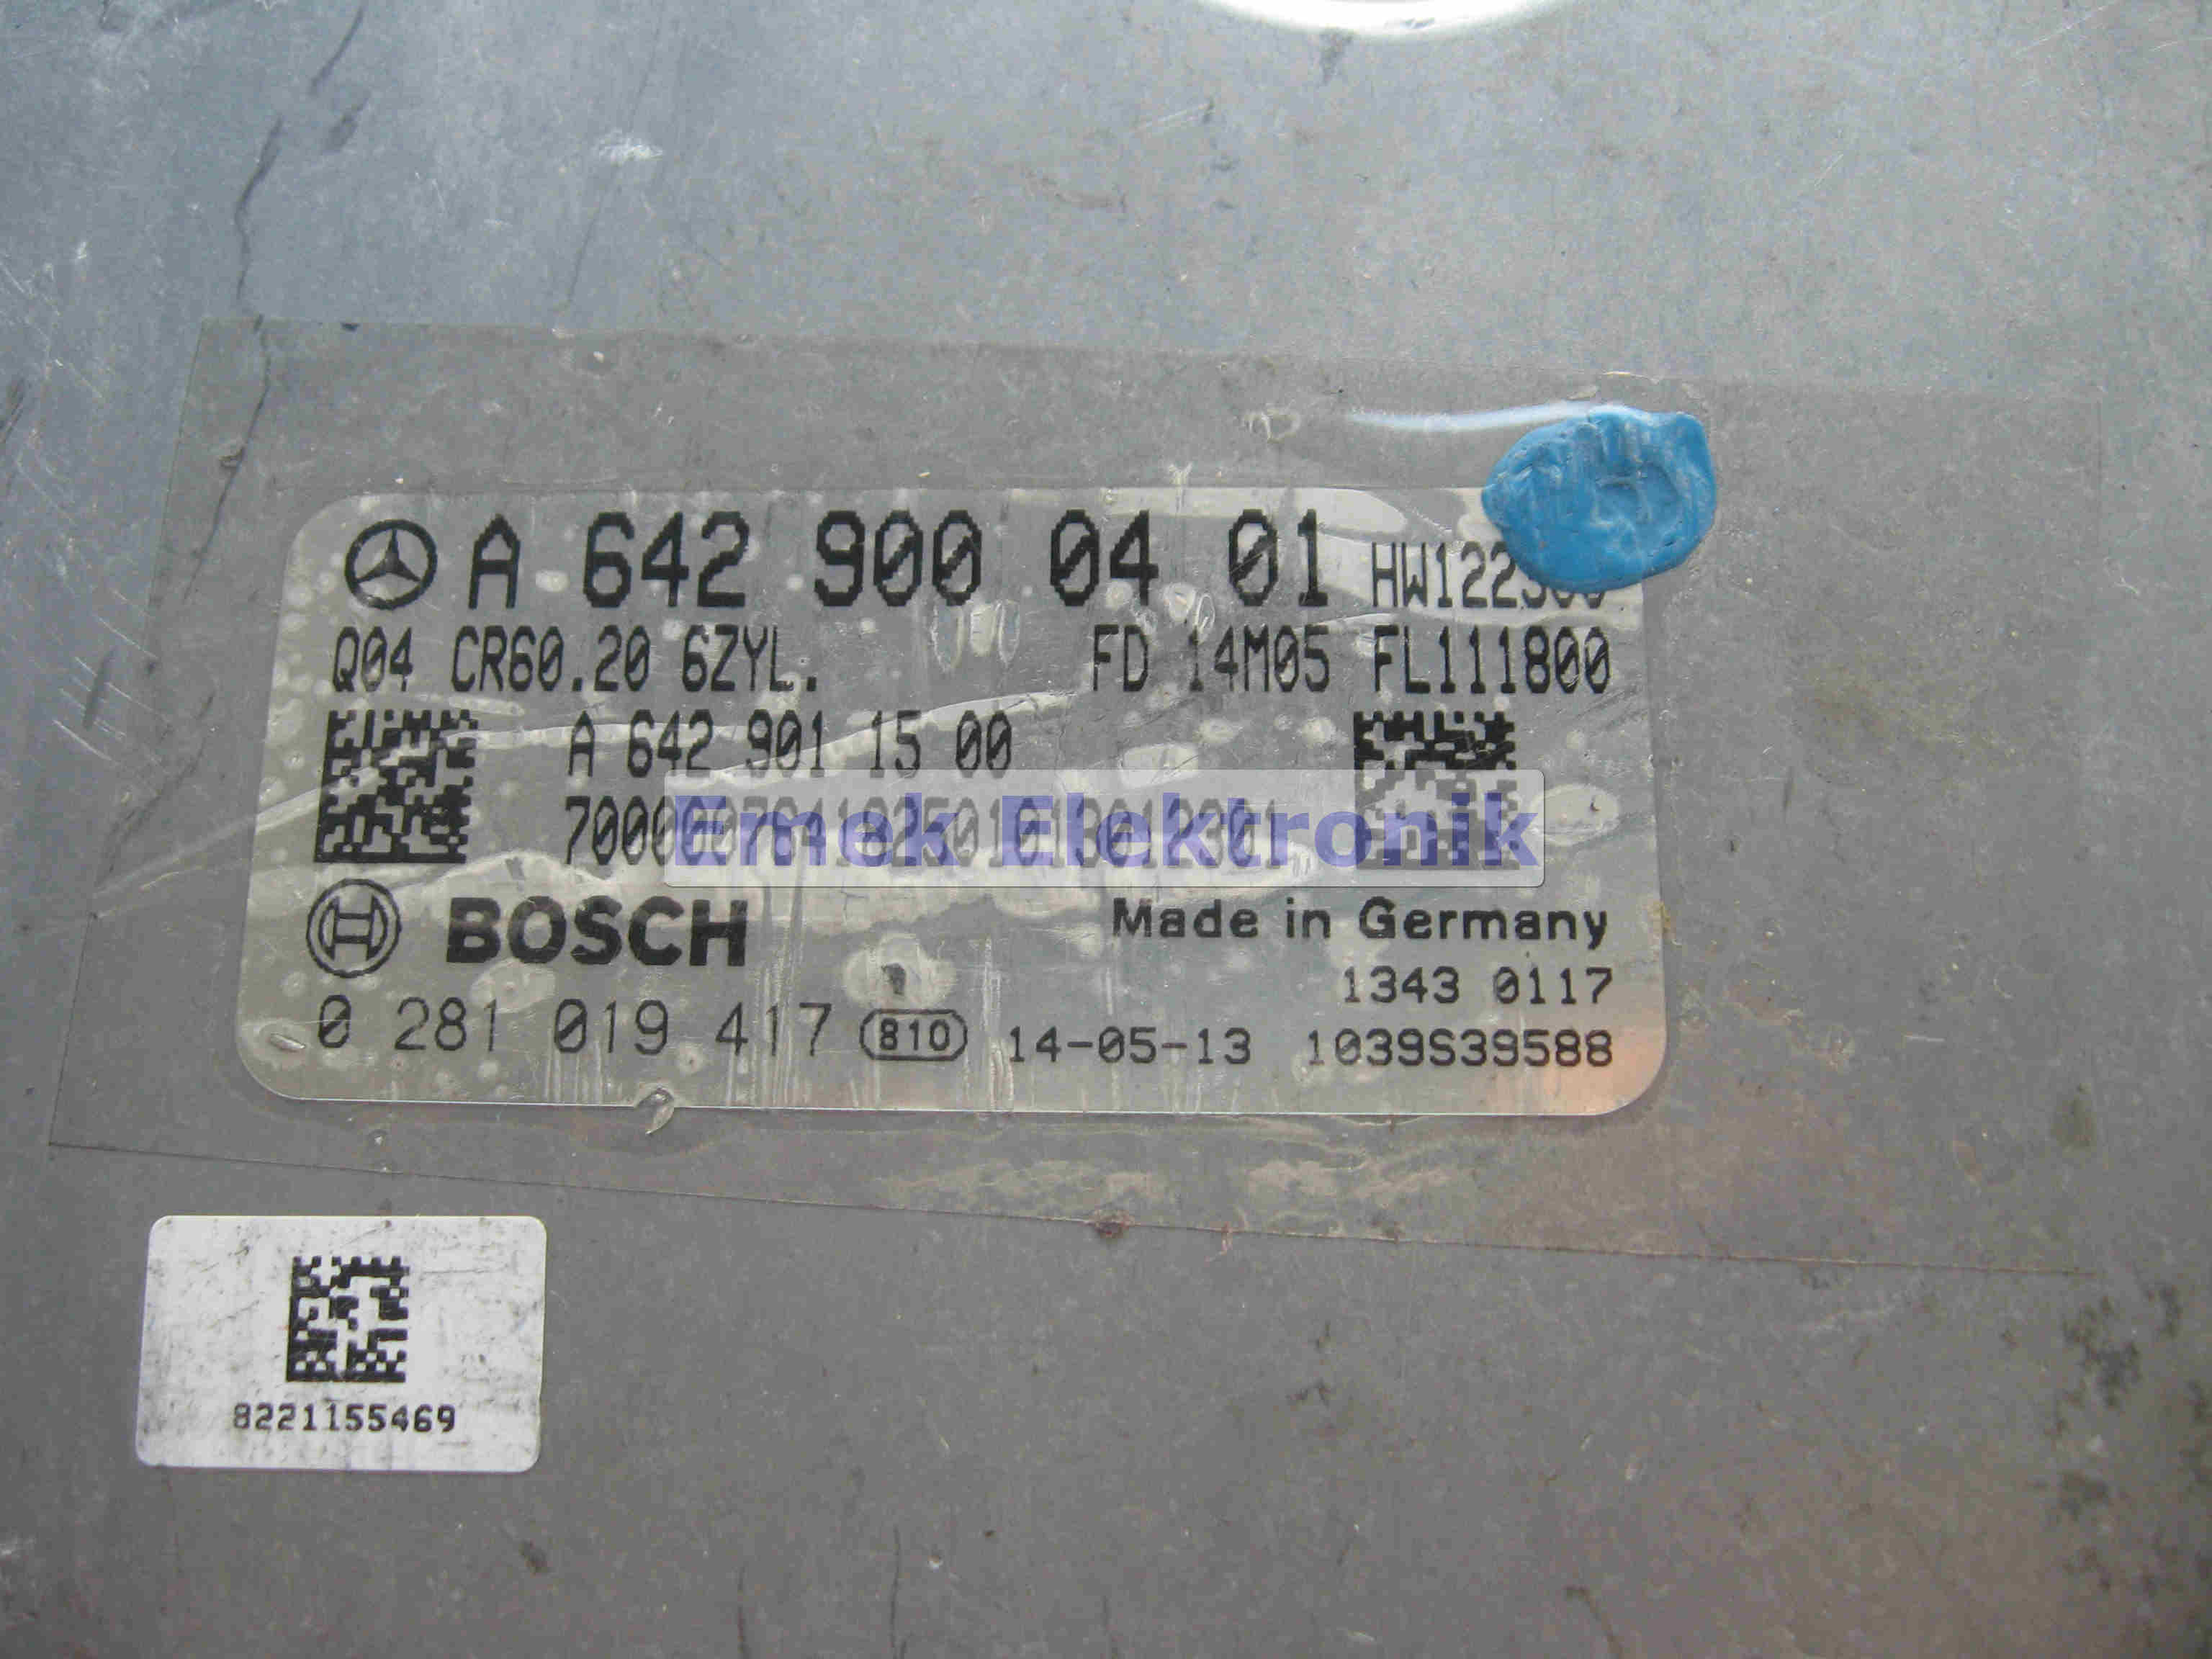 A 642 900 04 01
Q04 CR60.20 6ZYL. FD 14M05 FL111800
A 642 901 15 00
Emek Elektronik
BOSCH Made in Germany
1343 0117
0 281 019 417 810 14-05-13 1039S39588
8221155469